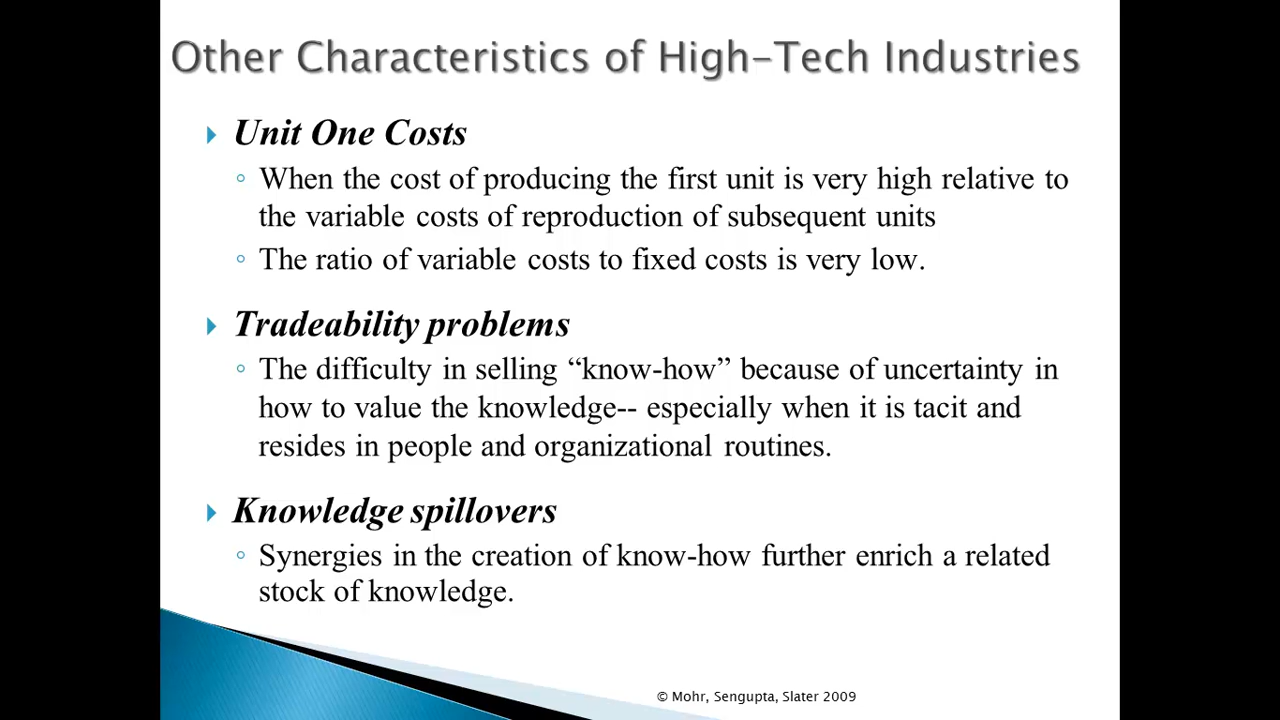 Other Characteristics of High-Tech Industries
Unit One Costs
When the cost of producing the first unit is very high relative to
the variable costs of reproduction of subsequent units
The ratio of variable costs to fixed costs is very low.
Tradeability problems
The difficulty in selling “know-how” because of uncertainty in
how to value the knowledge-- especially when it is tacit and
resides in people and organizational routines.
Knowledge spillovers
Synergies in the creation of know-how further enrich a related
stock of knowledge.
© Mohr, Sengupta, Slater 2009